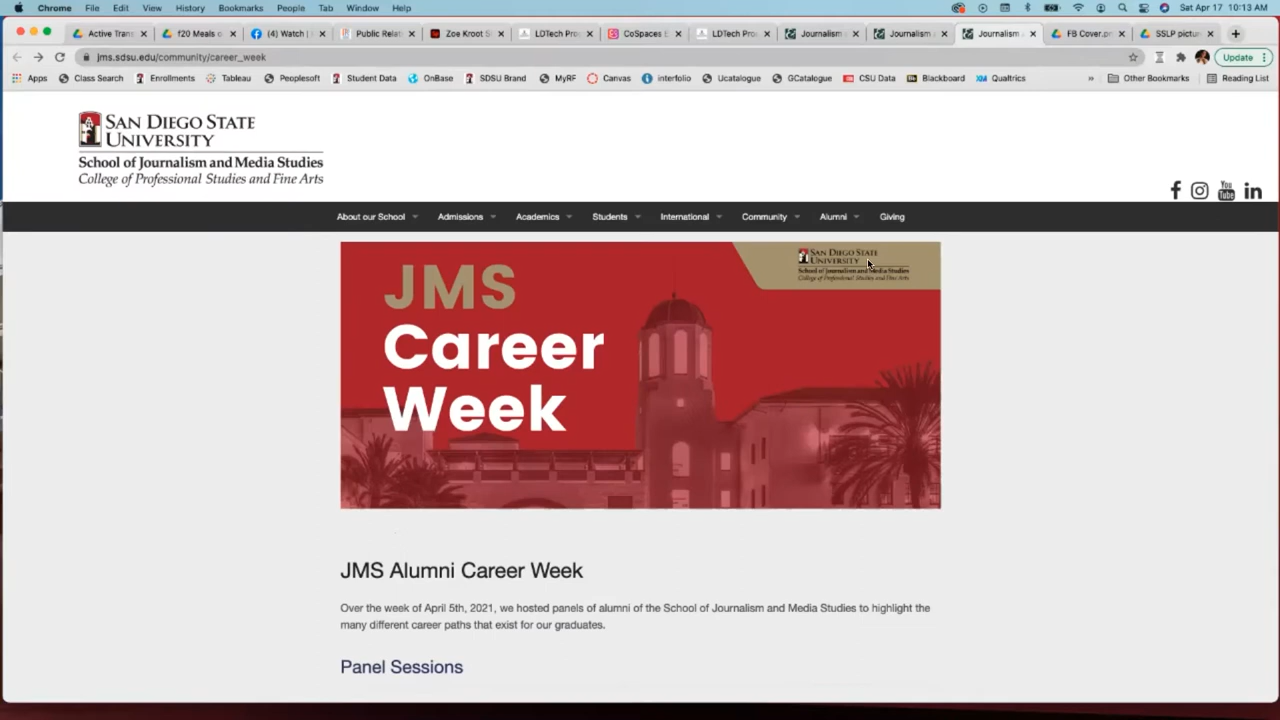 Chrome File Edit View History Bookmarks People Tab Window Help Sat Apr 17 10:13 AM
Active Trans f20 Meals o (4) Watch | Public Relat Zoe Kroot S LDTech Pro CoSpaces E LDTech Pro Journalism Journalism Journalism FB Cover.p SSLP pictur
jms.sdsu.edu/community/career_week Update
Apps Class Search Enrollments Tableau Peoplesoft Student Data OnBase SDSU Brand MyRF Canvas interfolio Ucatalogue GCatalogue CSU Data Blackboard Qualtrics » Other Bookmarks Reading List
SAN DIEGO STATE
UNIVERSITY
School of Journalism and Media Studies
College of Professional Studies and Fine Arts
You
Tube
About our School Admissions Academics Students International Community Alumni Giving
SAN DIEGO STATE
UNIVERSITY
School of Journalism and Media Studies
College of Professional Studies and Fine Arts
JMS
Career
Week
JMS Alumni Career Week
Over the week of April 5th, 2021, we hosted panels of alumni of the School of Journalism and Media Studies to highlight the
many different career paths that exist for our graduates.
Panel Sessions